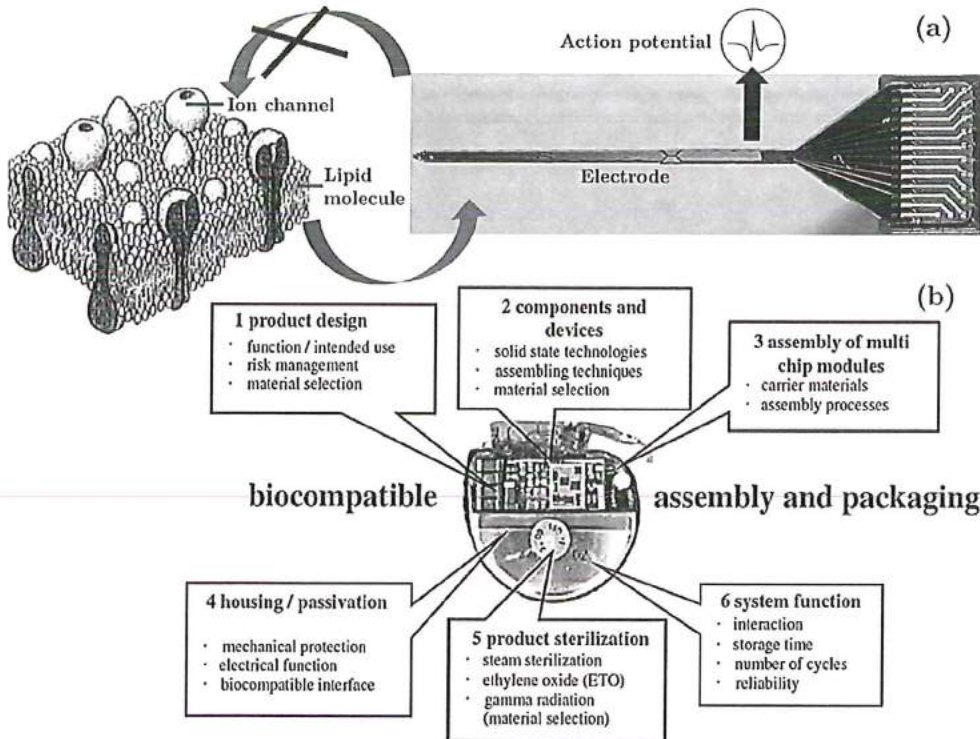 (a)
Action potential
Ion channel
Lipid
molecule
Electrode
(b)
1 product design
· function / intended use
· risk management
· material selection
2 components and
devices
· solid state technologies
· assembling techniques
· material selection
3 assembly of multi
chip modules
· carrier materials
· assembly processes
biocompatible
assembly and packaging
4 housing / passivation
· mechanical protection
· electrical function
· biocompatible interface
5 product sterilization
· steam sterilization
· ethylene oxide (ETO)
· gamma radiation
(material selection)
6 system function
· interaction
· storage time
· number of cycles
· reliability